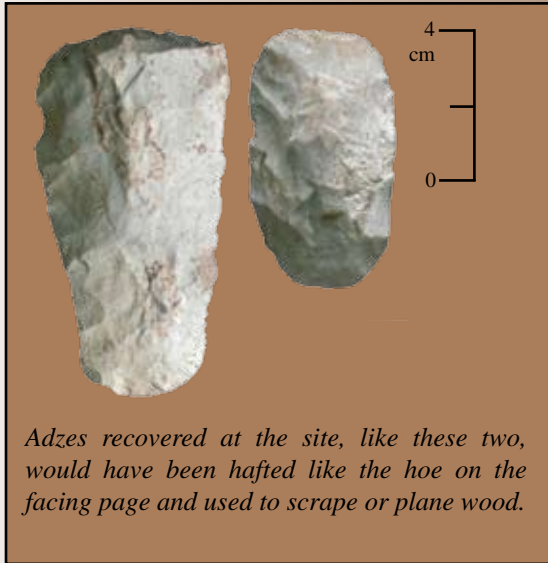 4
cm
0
Adzes recovered at the site, like these two,
would have been hafted like the hoe on the
facing page and used to scrape or plane wood.